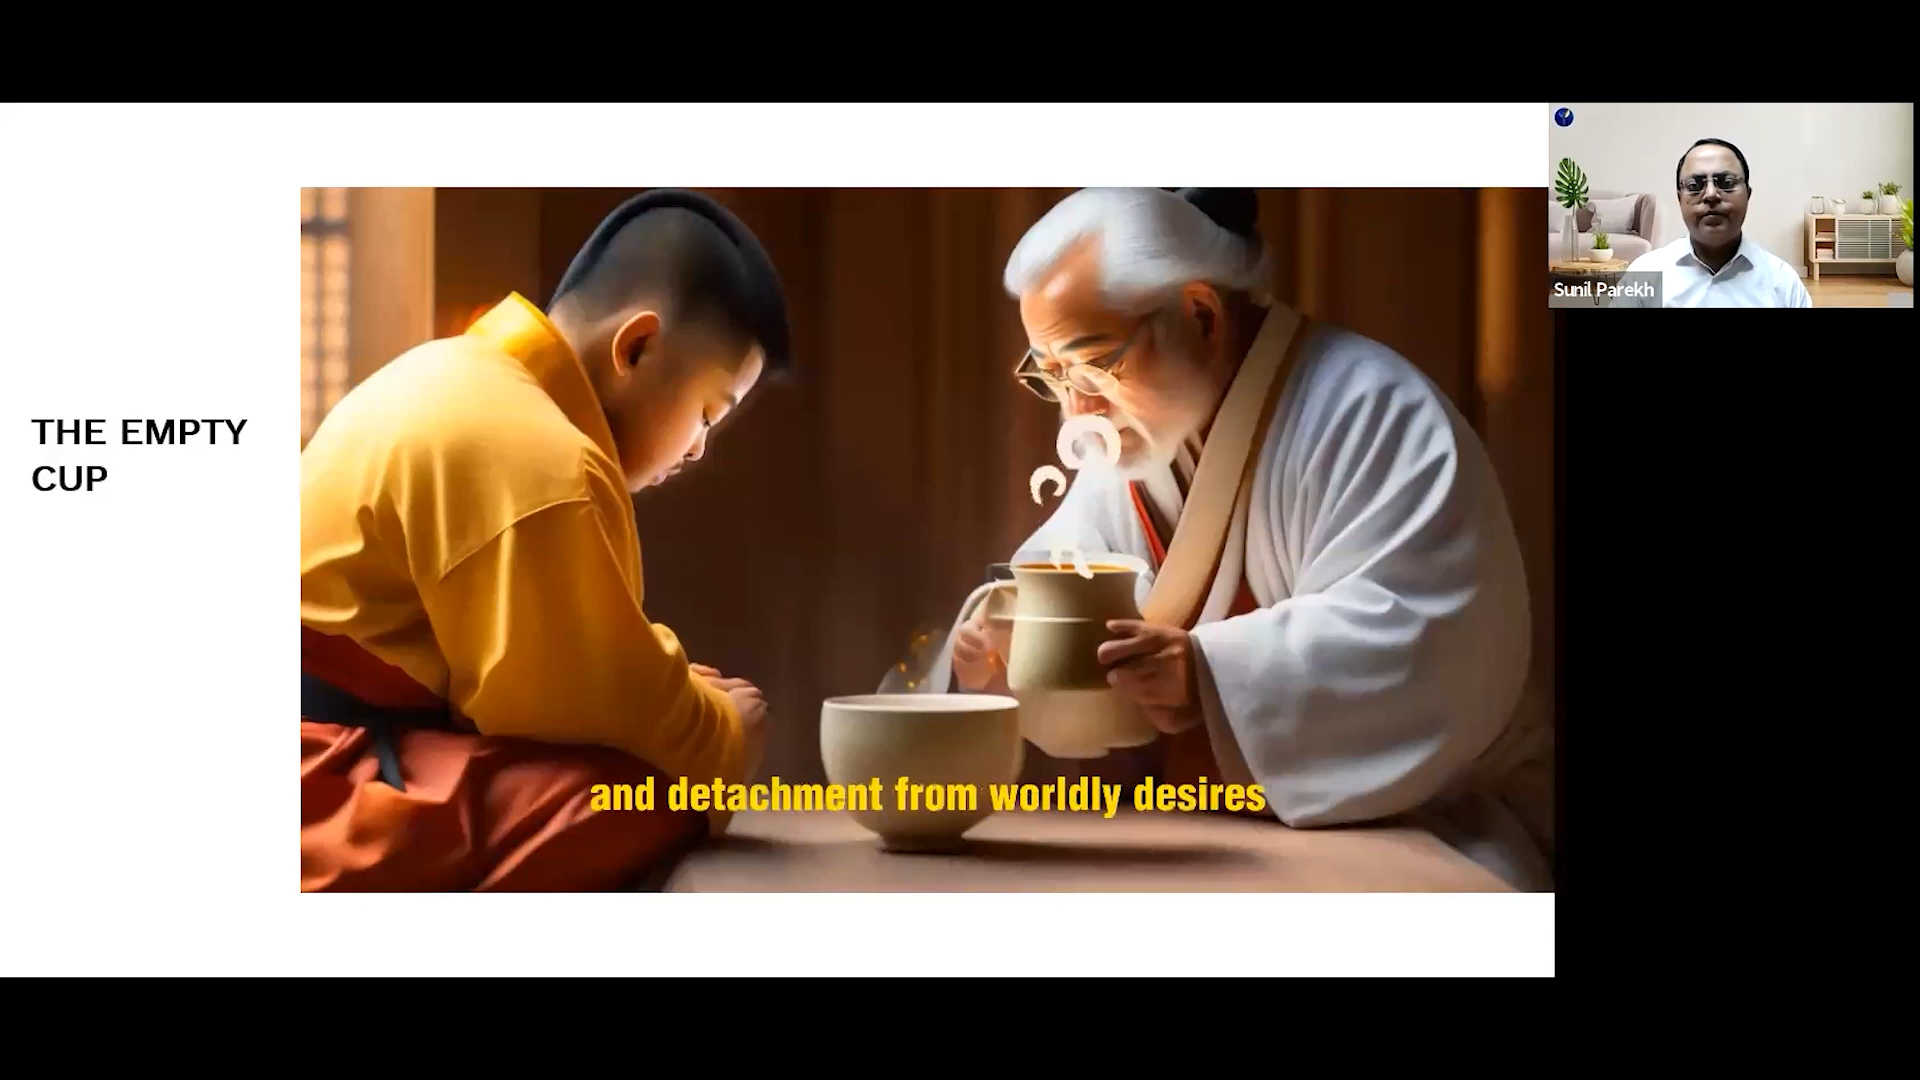 THE EMPTY
CUP
and detachment from worldly desires
Sunil Parekh